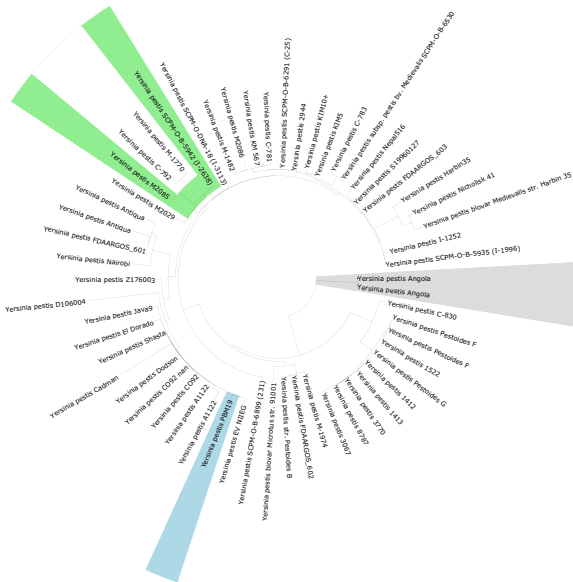 Yersinia pestis SCPM-O-B-6291 (C-25)
Yersinia pestis 2944
Yersinia pestis KIM10+
Yersinia pestis KIM5
Yersinia pestis C-783
Yersinia pestis subsp. pestis bv. Medievalis SCPM-O-B-6530
Yersinia pestis Nepal516
Yersinia pestis S19960127
Yersinia pestis FDAARGOS_603
Yersinia pestis Harbin35
Yersinia pestis Nicholisk 41
Yersinia pestis biovar Medievalis str. Harbin 35
Yersinia pestis I-1252
Yersinia pestis SCPM-O-B-5935 (I-1996)
Yersinia pestis Angola
Yersinia pestis Angola
Yersinia pestis C-830
Yersinia pestis Pestoides F
Yersinia pestis Pestoides F
Yersinia pestis 1522
Yersinia pestis Pestoides G
Yersinia pestis 1412
Yersinia pestis 1413
Yersinia pestis 3770
Yersinia pestis 8787
Yersinia pestis 3067
Yersinia pestis M-1974
Yersinia pestis FDAARGOS_602
Yersinia pestis str. Pestoides B
Yersinia pestis biovar Microtus str. 91001
Yersinia pestis SCPM-O-B-6899 (231)
Yersinia pestis EV NIIEG
Yersinia pestis PBM19
Yersinia pestis A1122
Yersinia pestis A1122
Yersinia pestis CO92
Yersinia pestis CO92 nan
Yersinia pestis Dodson
Yersinia pestis Cadman
Yersinia pestis Shasta
Yersinia pestis El Dorado
Yersinia pestis Java9
Yersinia pestis D106004
Yersinia pestis Z176003
Yersinia pestis Nairobi
Yersinia pestis FDAARGOS_601
Yersinia pestis Antiqua
Yersinia pestis Antiqua
Yersinia pestis M2029
Yersinia pestis M2085
Yersinia pestis C-792
Yersinia pestis M-1770
Yersinia pestis SCPM-O-B-5942 (I-2638)
Yersinia pestis SCPM-O-DNA-18 (I-3113)
Yersinia pestis M-1482
Yersinia pestis M2086
Yersinia pestis KM 567
Yersinia pestis C-781